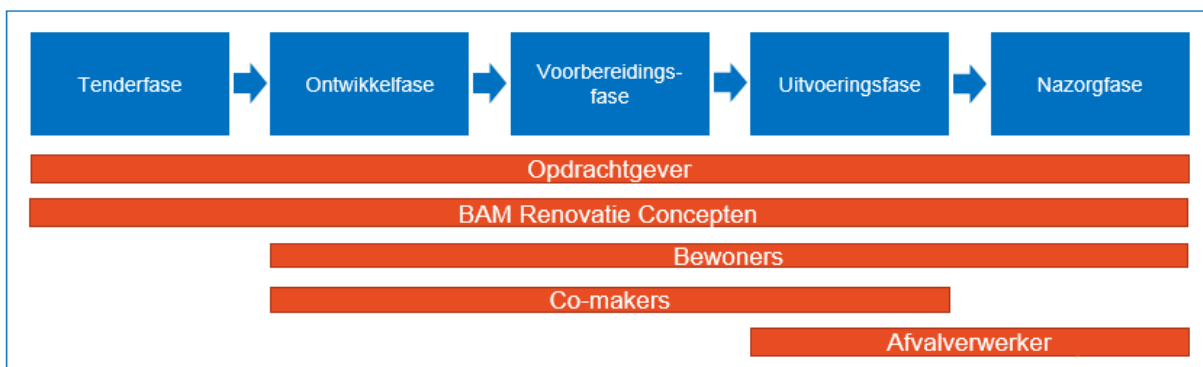 Tenderfase
Ontwikkelfase
Voorbereidings-
fase
Uitvoeringsfase
Nazorgfase
Opdrachtgever
BAM Renovatie Concepten
Bewoners
Co-makers
Afvalverwerker